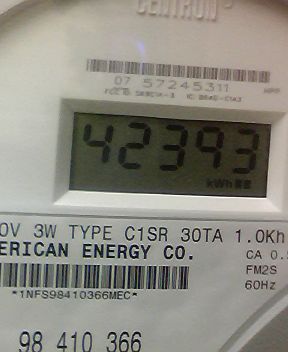 CENTRON
07 57245311
42393
kWh
0V 3W TYPE C1SR 30TA 1.0Kh
ERICAN ENERGY CO.
CA 0.5
FM2S
60Hz
*1NFS98410366MEC*
98 410 366